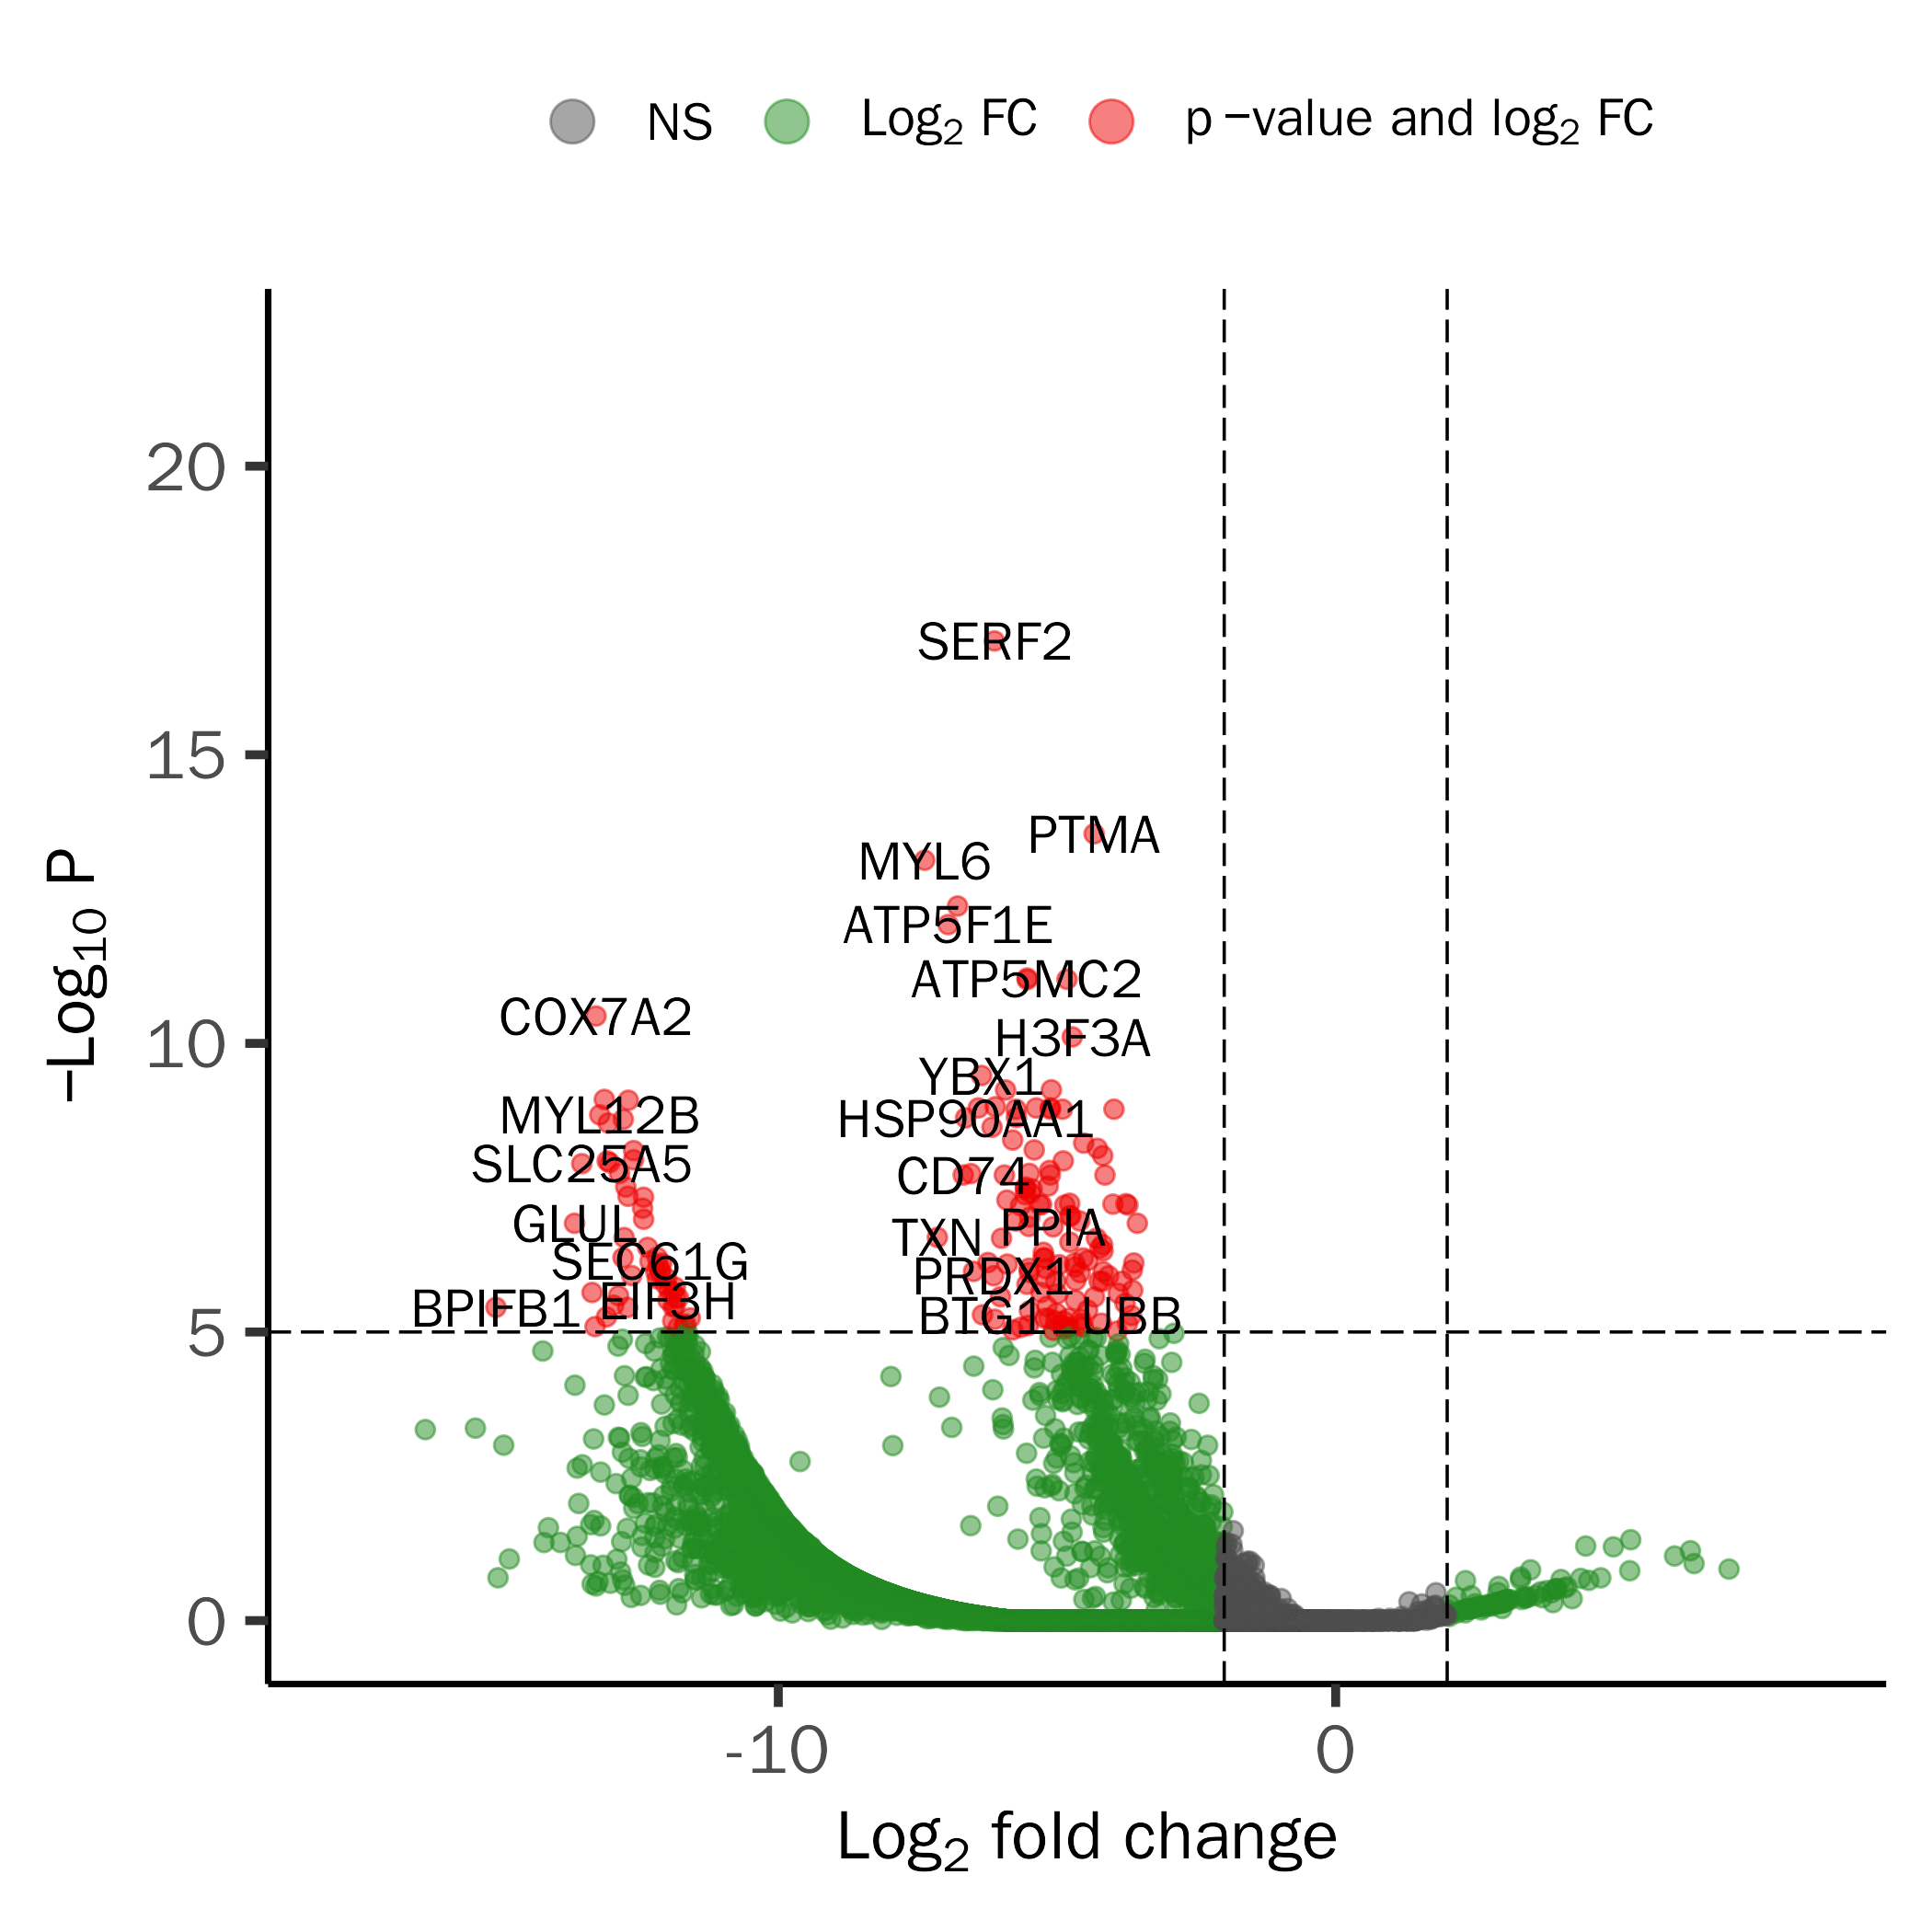 NS Log2 FC p –value and log2 FC
–Log10 P
20
15
10
5
0
SERF2
PTMA
MYL6
ATP5F1E
ATP5MC2
COX7A2
H3F3A
YBX1
MYL12B
HSP90AA1
SLC25A5
CD74
GLUL
TXN
PPIA
SEC61G
PRDX1
EIF3H
BPIFB1
BTG1
UBB
-10
0
Log2 fold change